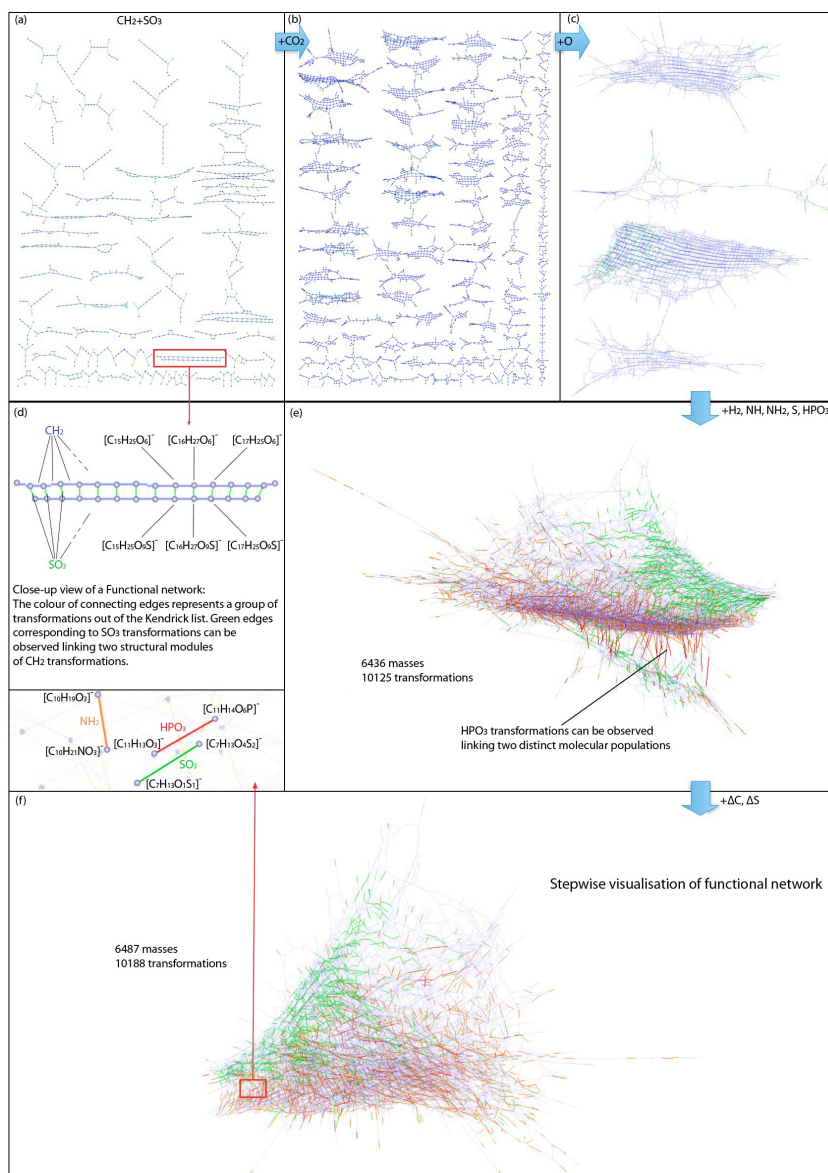 (a)
CH₂+SO₃
(b)
+CO₂
(c)
+O
+H₂, NH, NH₂, S, HPO₃
(d)
CH₂
[C₁₅H₂₅O₆]⁻
[C₁₆H₂₇O₆]⁻
[C₁₇H₂₅O₆]⁻
[C₁₅H₂₅O₉S]⁻
[C₁₆H₂₇O₉S]⁻
[C₁₇H₂₅O₉S]⁻
SO₃
Close-up view of a Functional network:
The colour of connecting edges represents a group of
transformations out of the Kendrick list. Green edges
corresponding to SO₃ transformations can be
observed linking two structural modules
of CH₂ transformations.
(e)
6436 masses
10125 transformations
HPO₃ transformations can be observed
linking two distinct molecular populations
[C₁₀H₁₉O₃]⁻
NH₂
[C₁₀H₂₁NO₃]⁻
[C₁₁H₁₄O₆P]⁻
HPO₃
[C₁₁H₁₃O₃]⁻
[C₇H₁₃O₄S₂]⁻
SO₃
[C₇H₁₃O₁S₁]⁻
+ΔC, ΔS
(f)
Stepwise visualisation of functional network
6487 masses
10188 transformations